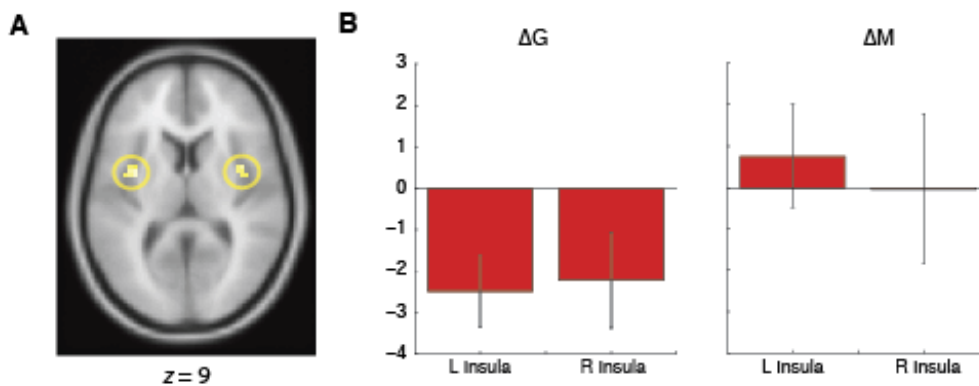 A
z = 9
B
ΔG
ΔM
3
2
1
0
−1
−2
−3
−4
L insula
R insula
L insula
R insula